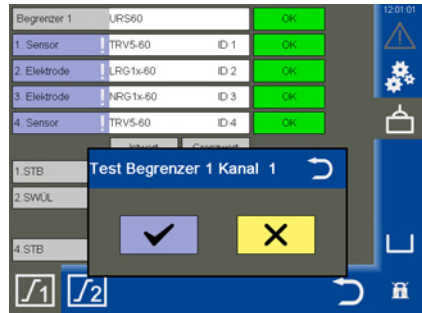 12:01:01
Begrenzer 1 URS60 OK
1. Sensor ! TRV5-60 ID 1 OK
2. Elektrode ! LRG1x-60 ID 2 OK
3. Elektrode ! NRG1x-60 ID 3 OK
4. Sensor ! TRV5-60 ID 4 OK
Istwert Grenzwert
1.STB
Test Begrenzer 1 Kanal 1
2.SWÜL
4.STB
1 2